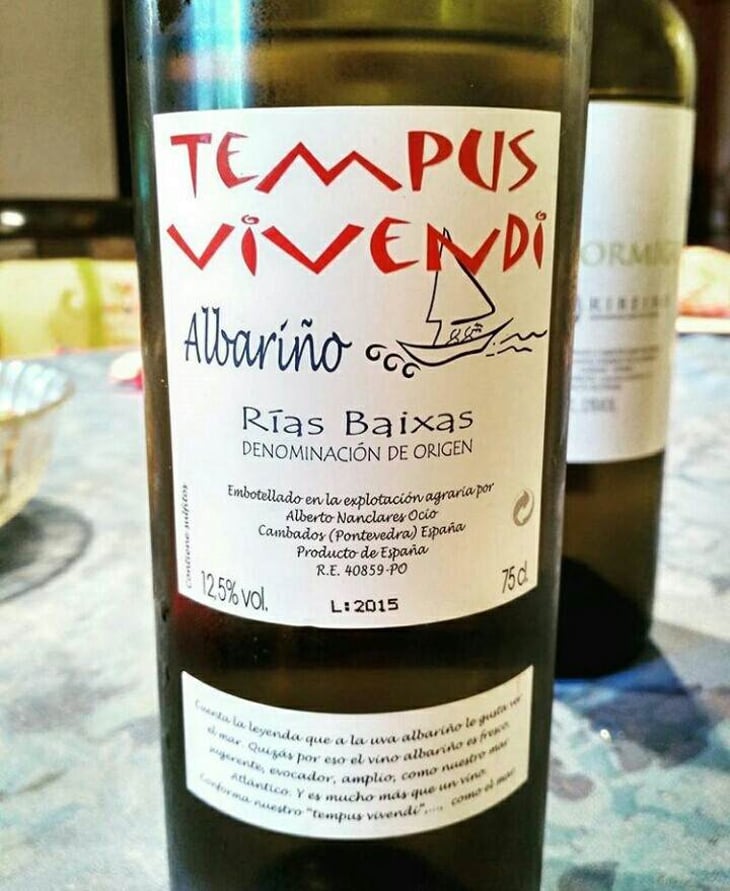 TEMPUS
VIVENDI
Albariño
Rías Baixas
DENOMINACIÓN DE ORIGEN
Embotellado en la explotación agraria por
Alberto Nanclares Ocio
Cambados (Pontevedra) España
Producto de España
R.E. 40859-PO
Contiene sulfitos
12,5% vol.
L:2015
75 cl.
Cuenta la leyenda que a la uva albariño le gusta ver
el mar. Quizás por eso el vino albariño es fresco,
sugerente, evocador, amplio, como nuestro mar
Atlántico. Y es mucho más que un vino.
Conforma nuestro "tempus vivendi",..., como el mar.